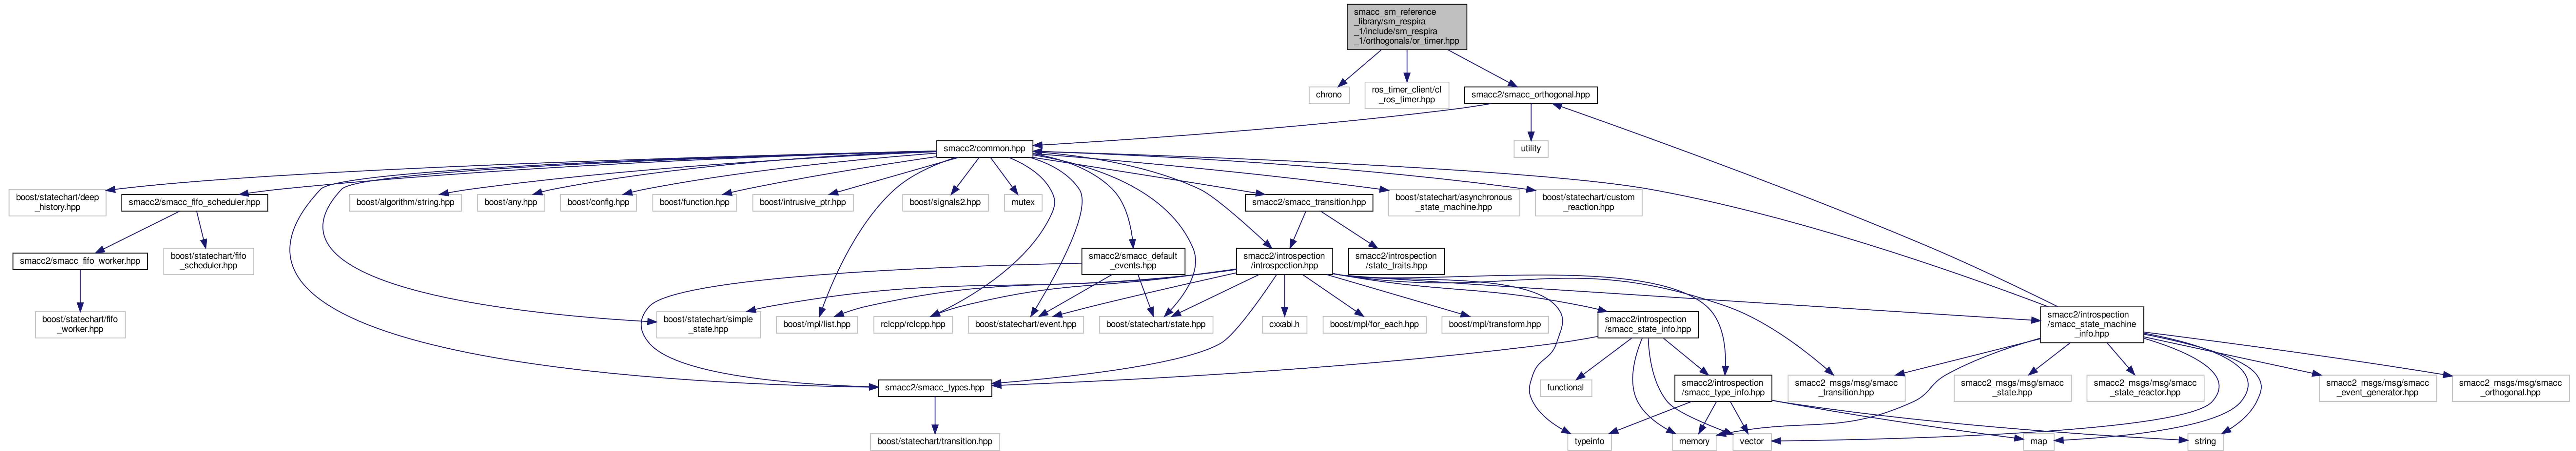 smacc_sm_reference
_library/sm_respira
_1/include/sm_respira
_1/orthogonals/or_timer.hpp
chrono
ros_timer_client/cl
_ros_timer.hpp
smacc2/smacc_orthogonal.hpp
smacc2/common.hpp
utility
boost/statechart/deep
_history.hpp
smacc2/smacc_fifo_scheduler.hpp
boost/algorithm/string.hpp
boost/any.hpp
boost/config.hpp
boost/function.hpp
boost/intrusive_ptr.hpp
boost/signals2.hpp
mutex
smacc2/smacc_transition.hpp
boost/statechart/asynchronous
_state_machine.hpp
boost/statechart/custom
_reaction.hpp
smacc2/smacc_fifo_worker.hpp
boost/statechart/fifo
_scheduler.hpp
smacc2/smacc_default
_events.hpp
smacc2/introspection
/introspection.hpp
smacc2/introspection
/state_traits.hpp
boost/statechart/fifo
_worker.hpp
boost/statechart/simple
_state.hpp
boost/mpl/list.hpp
rclcpp/rclcpp.hpp
boost/statechart/event.hpp
boost/statechart/state.hpp
cxxabi.h
boost/mpl/for_each.hpp
boost/mpl/transform.hpp
smacc2/introspection
/smacc_state_info.hpp
smacc2/introspection
/smacc_state_machine
_info.hpp
smacc2/smacc_types.hpp
functional
smacc2/introspection
/smacc_type_info.hpp
smacc2_msgs/msg/smacc
_transition.hpp
smacc2_msgs/msg/smacc
_state.hpp
smacc2_msgs/msg/smacc
_state_reactor.hpp
smacc2_msgs/msg/smacc
_event_generator.hpp
smacc2_msgs/msg/smacc
_orthogonal.hpp
boost/statechart/transition.hpp
typeinfo
memory
vector
map
string